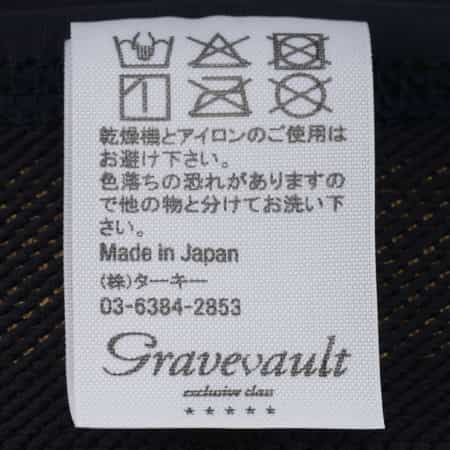 乾燥機とアイロンのご使用は
お避け下さい。
色落ちの恐れがありますの
で他の物と分けてお洗い下
さい。
Made in Japan
(株)ターキー
03-6384-2853
Gravevault
exclusive class